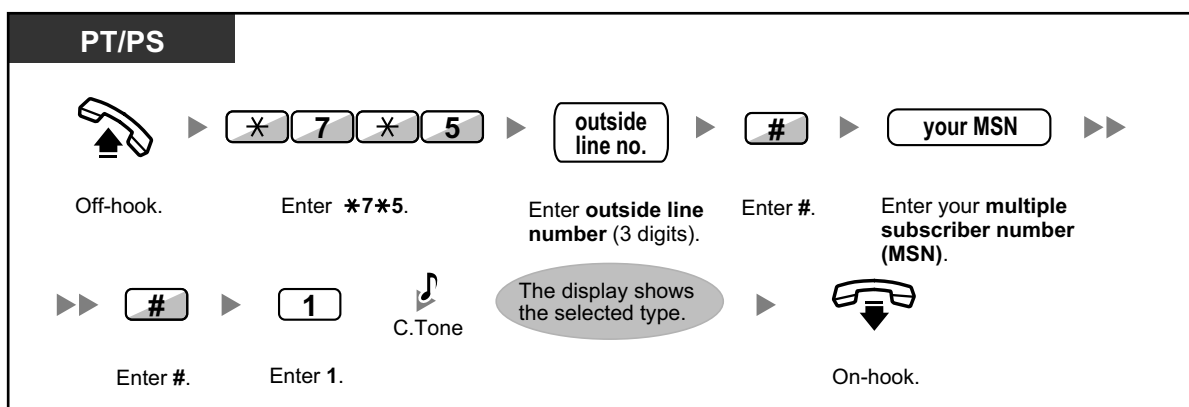 PT/PS
✳ 7 ✳ 5
outside
line no.
#
your MSN
Off-hook.
Enter ✳7✳5.
Enter outside line
number (3 digits).
Enter #.
Enter your multiple
subscriber number
(MSN).
#
1
C.Tone
The display shows
the selected type.
Enter #.
Enter 1.
On-hook.